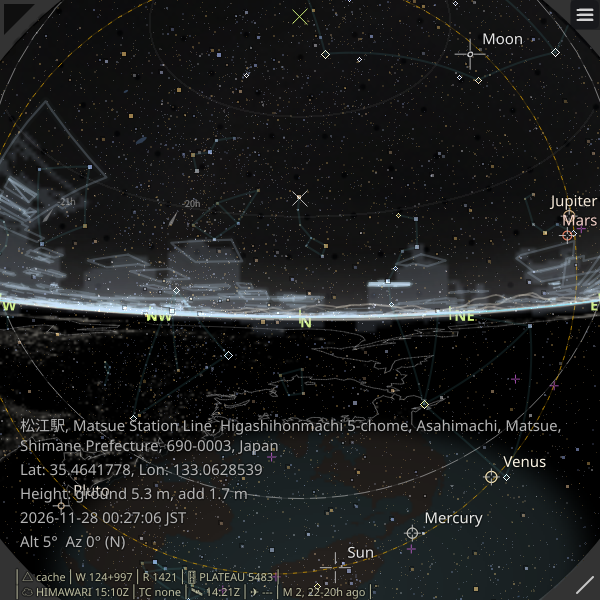 Moon
Jupiter
Mars
-21h
-20h
W
NW
N
NE
E
松江駅, Matsue Station Line, Higashihonmachi 5-chome, Asahimachi, Matsue,
Shimane Prefecture, 690-0003, Japan
Lat: 35.4641778, Lon: 133.0628539
Venus
Pluto
Height: ground 5.3 m, add 1.7 m
2026-11-28 00:27:06 JST
Mercury
Alt 5° Az 0° (N)
Sun
cache | W 124+997 | R 1421 | PLATEAU 5483
HIMAWARI 15:10Z | TC none | 14:21Z | --- | M 2, 22-20h ago